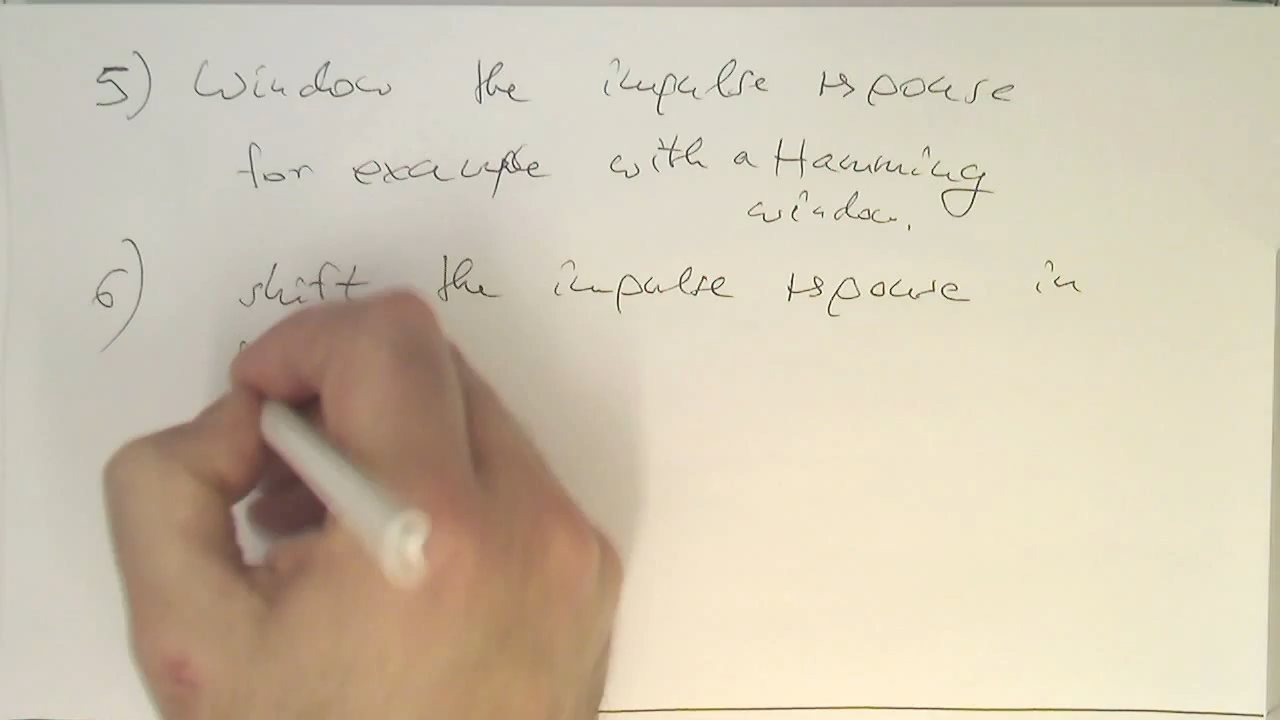 5) Window the impulse response
for example with a Hamming
window.
6) shift the impulse response in